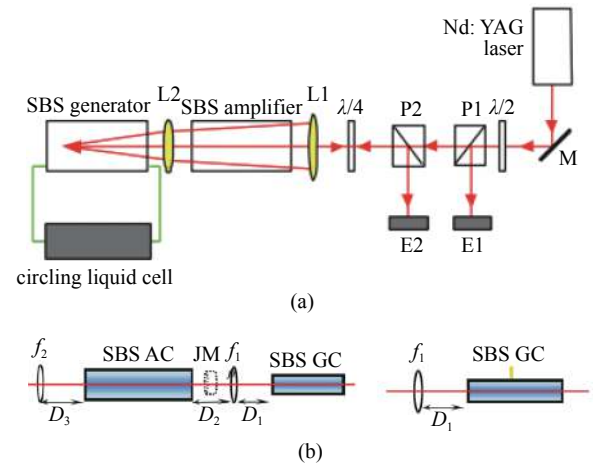 Nd: YAG
laser
L2
L1
SBS generator
SBS amplifier
λ/4
P2
P1
λ/2
M
E2
E1
circling liquid cell
(a)
f2
SBS AC
JM
f1
SBS GC
D3
D2
D1
f1
SBS GC
D1
(b)